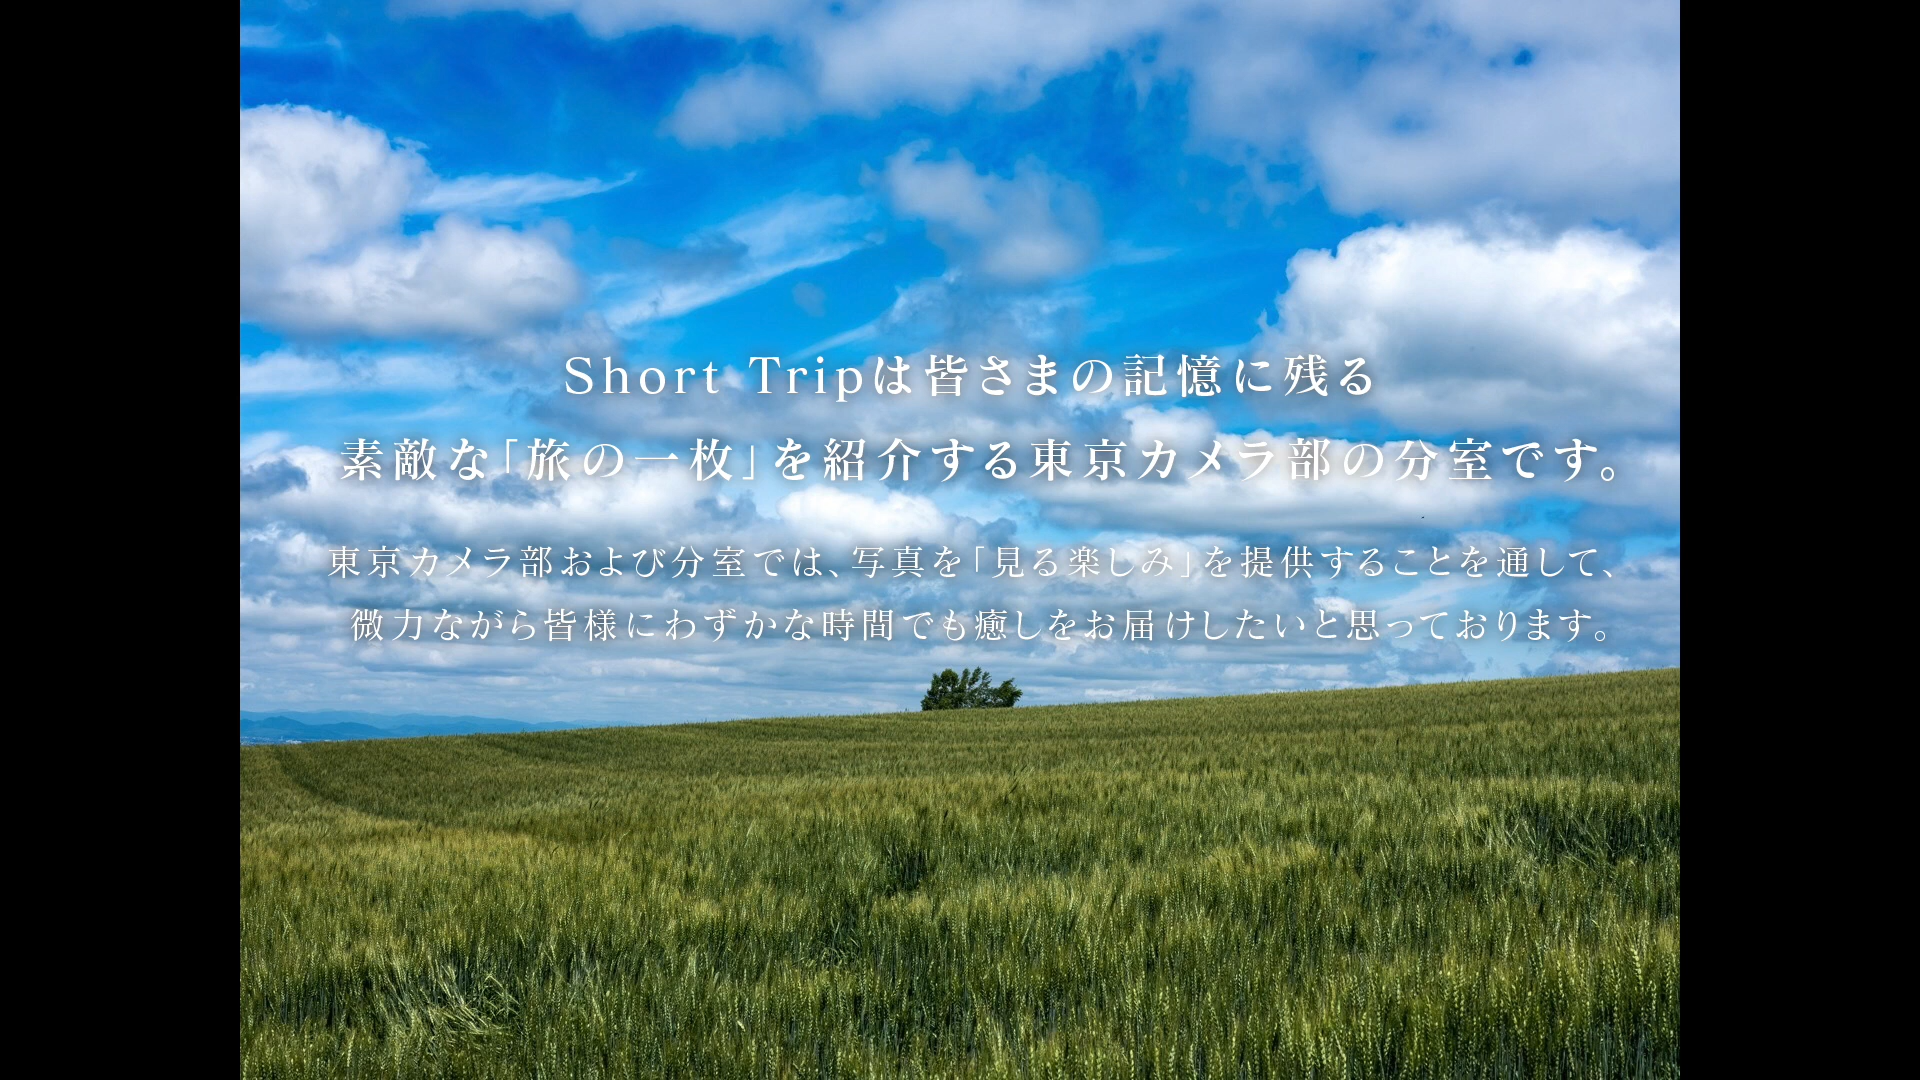 Short Tripは皆さまの記憶に残る
素敵な「旅の一枚」を紹介する東京カメラ部の分室です。
東京カメラ部および分室では、写真を「見る楽しみ」を提供することを通して、
微力ながら皆様にわずかな時間でも癒しをお届けしたいと思っております。